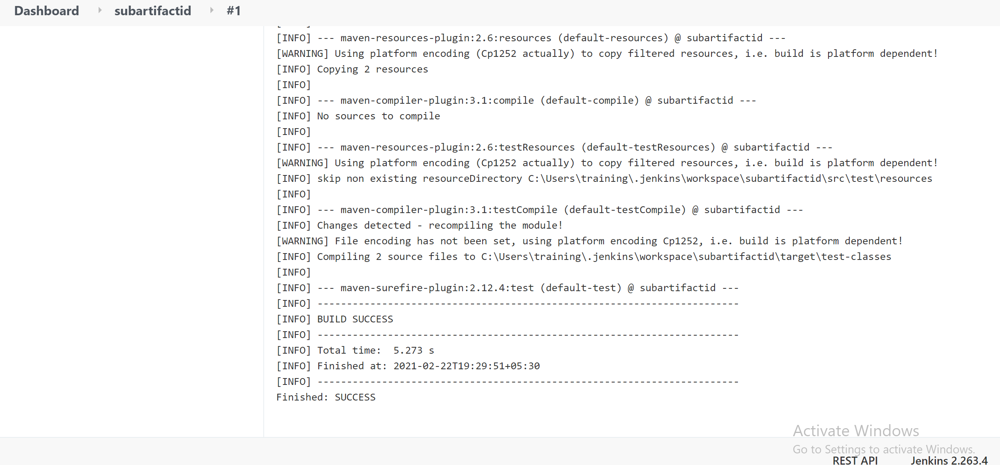 Dashboard subartifactid #1
[INFO] --- maven-resources-plugin:2.6:resources (default-resources) @ subartifactid ---
[WARNING] Using platform encoding (Cp1252 actually) to copy filtered resources, i.e. build is platform dependent!
[INFO] Copying 2 resources
[INFO]
[INFO] --- maven-compiler-plugin:3.1:compile (default-compile) @ subartifactid ---
[INFO] No sources to compile
[INFO]
[INFO] --- maven-resources-plugin:2.6:testResources (default-testResources) @ subartifactid ---
[WARNING] Using platform encoding (Cp1252 actually) to copy filtered resources, i.e. build is platform dependent!
[INFO] skip non existing resourceDirectory C:\Users\training\.jenkins\workspace\subartifactid\src\test\resources
[INFO]
[INFO] --- maven-compiler-plugin:3.1:testCompile (default-testCompile) @ subartifactid ---
[INFO] Changes detected - recompiling the module!
[WARNING] File encoding has not been set, using platform encoding Cp1252, i.e. build is platform dependent!
[INFO] Compiling 2 source files to C:\Users\training\.jenkins\workspace\subartifactid\target\test-classes
[INFO]
[INFO] --- maven-surefire-plugin:2.12.4:test (default-test) @ subartifactid ---
[INFO] ------------------------------------------------------------------------
[INFO] BUILD SUCCESS
[INFO] ------------------------------------------------------------------------
[INFO] Total time:  5.273 s
[INFO] Finished at: 2021-02-22T19:29:51+05:30
[INFO] ------------------------------------------------------------------------
Finished: SUCCESS
Activate Windows
Go to Settings to activate Windows.
REST API Jenkins 2.263.4